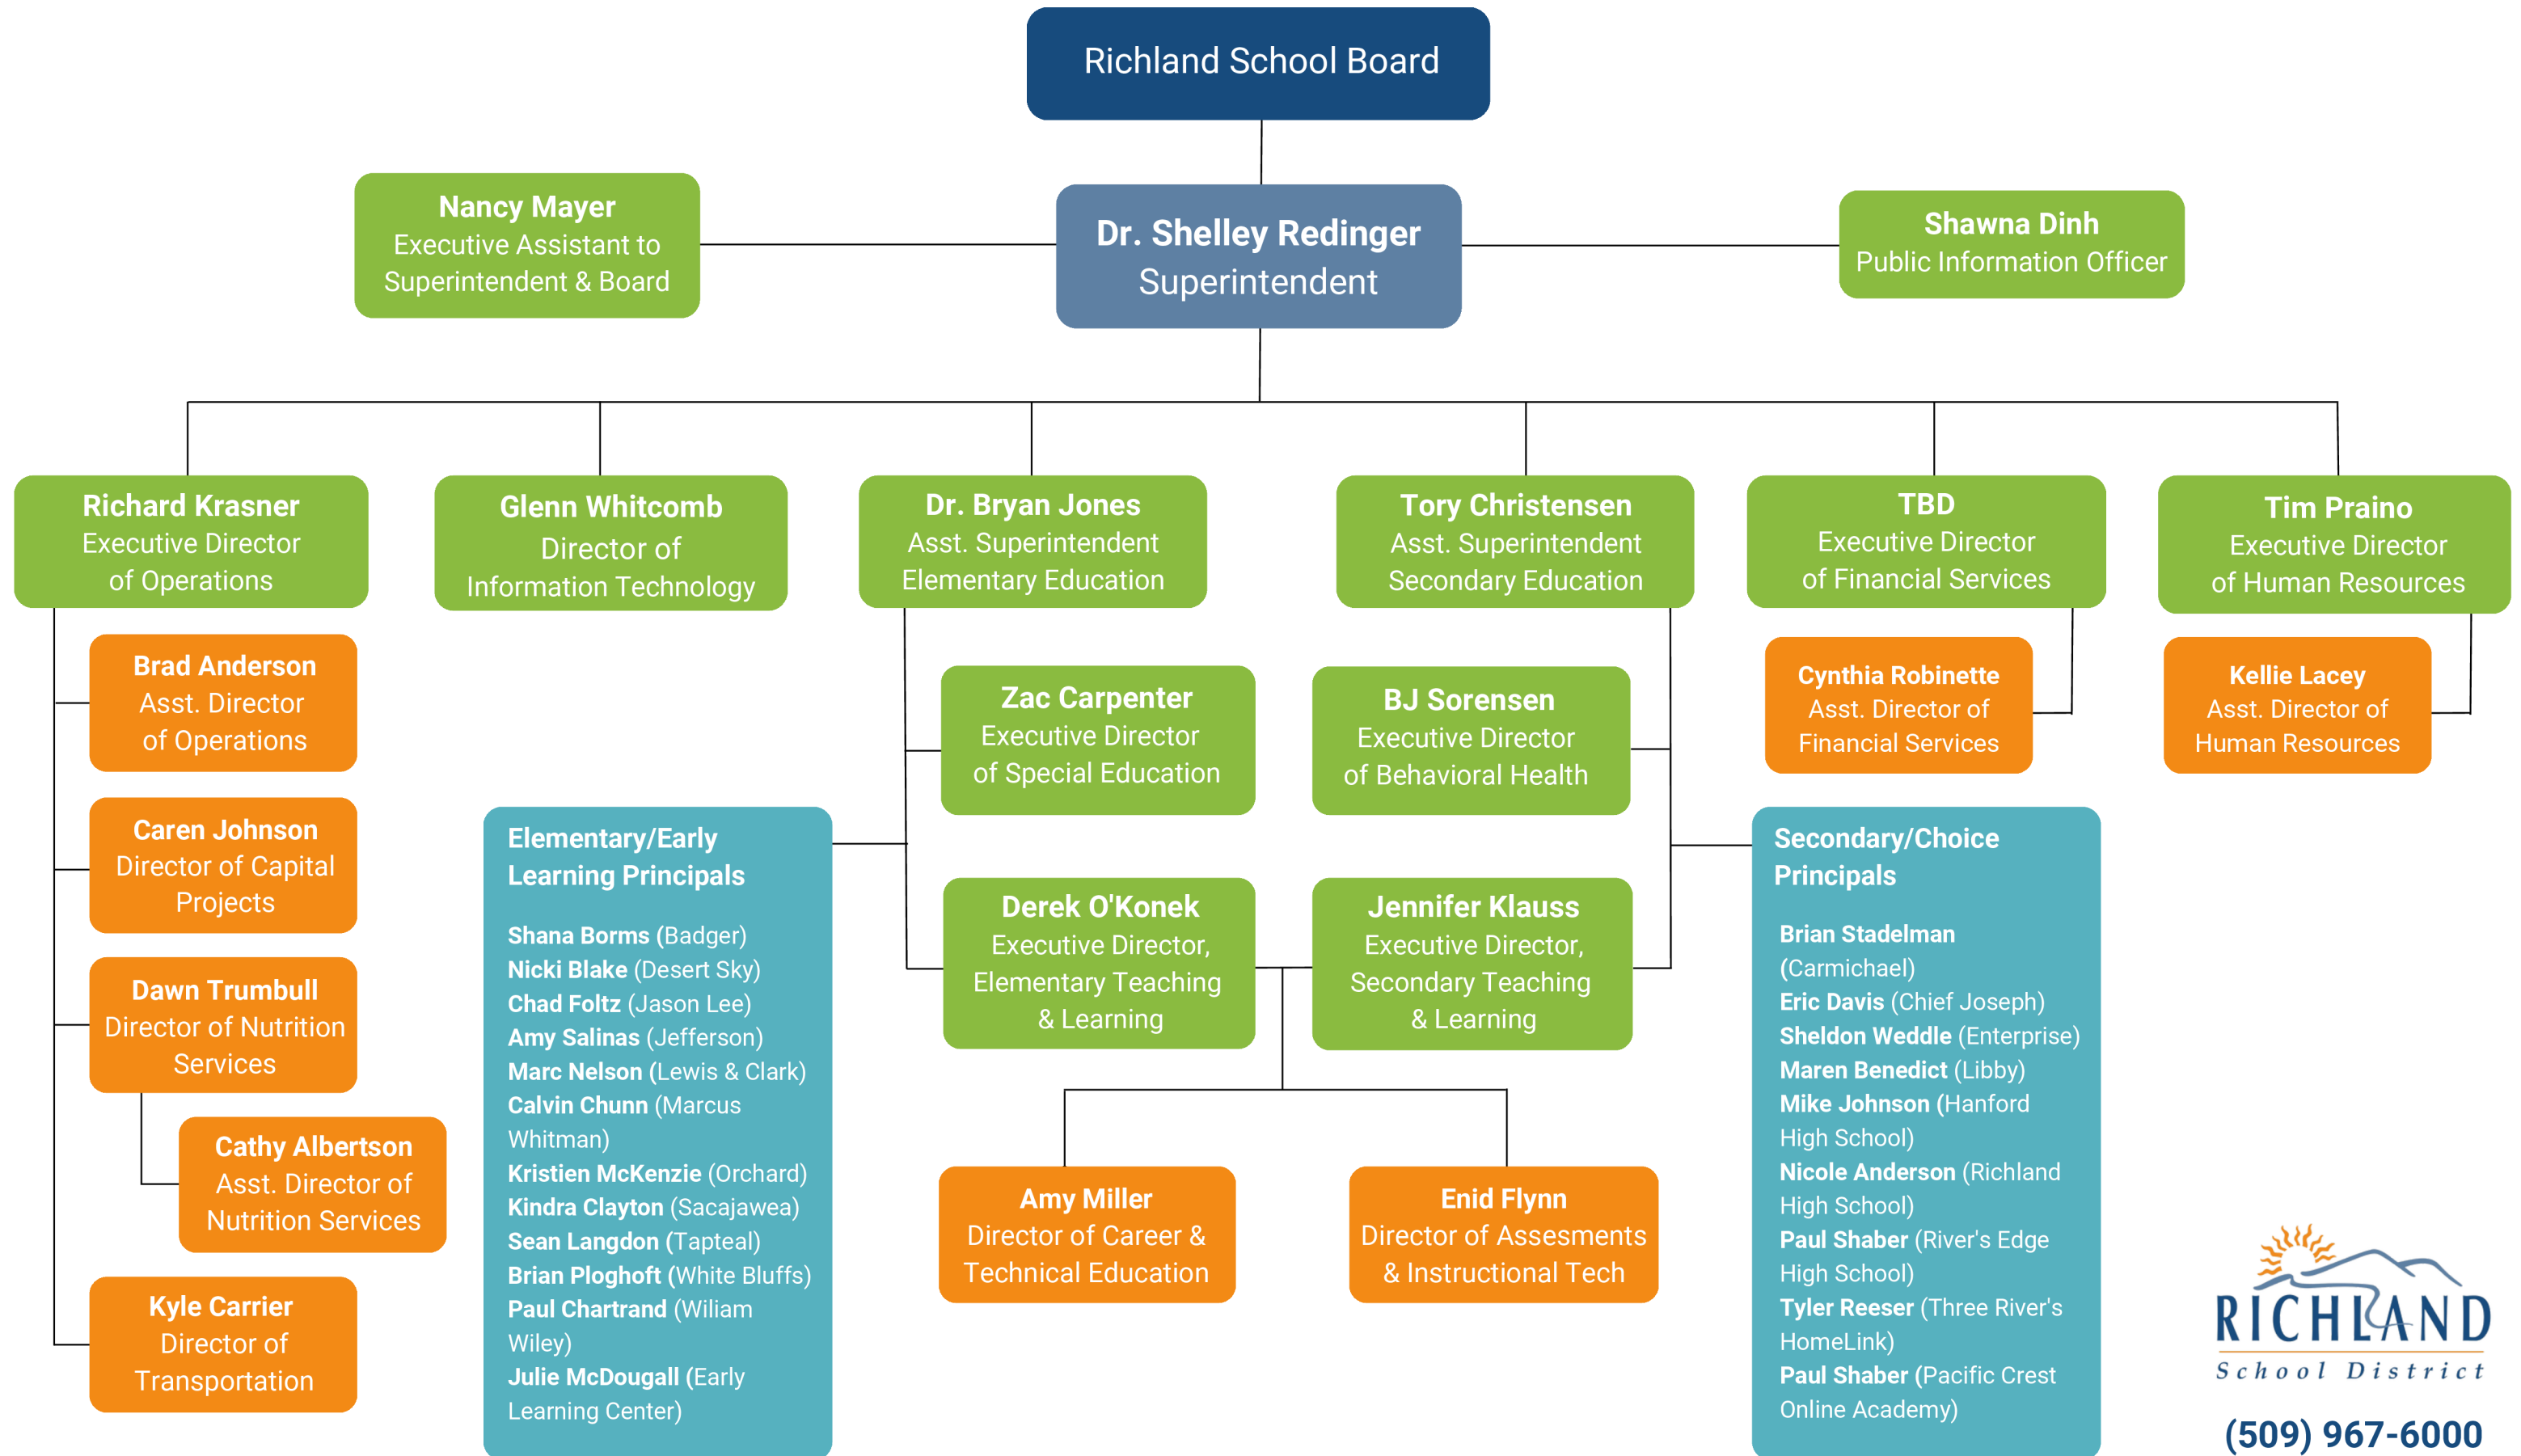 Richland School Board
Nancy Mayer
Executive Assistant to
Superintendent & Board
Dr. Shelley Redinger
Superintendent
Shawna Dinh
Public Information Officer
Richard Krasner
Executive Director
of Operations
Glenn Whitcomb
Director of
Information Technology
Dr. Bryan Jones
Asst. Superintendent
Elementary Education
Tory Christensen
Asst. Superintendent
Secondary Education
TBD
Executive Director
of Financial Services
Tim Praino
Executive Director
of Human Resources
Brad Anderson
Asst. Director
of Operations
Caren Johnson
Director of Capital
Projects
Dawn Trumbull
Director of Nutrition
Services
Cathy Albertson
Asst. Director of
Nutrition Services
Kyle Carrier
Director of
Transportation
Elementary/Early
Learning Principals
Shana Borms (Badger)
Nicki Blake (Desert Sky)
Chad Foltz (Jason Lee)
Amy Salinas (Jefferson)
Marc Nelson (Lewis & Clark)
Calvin Chunn (Marcus
Whitman)
Kristien McKenzie (Orchard)
Kindra Clayton (Sacajawea)
Sean Langdon (Tapteal)
Brian Ploghoft (White Bluffs)
Paul Chartrand (Wiliam
Wiley)
Julie McDougall (Early
Learning Center)
Zac Carpenter
Executive Director
of Special Education
BJ Sorensen
Executive Director
of Behavioral Health
Derek O'Konek
Executive Director,
Elementary Teaching
& Learning
Jennifer Klauss
Executive Director,
Secondary Teaching
& Learning
Amy Miller
Director of Career &
Technical Education
Enid Flynn
Director of Assesments
& Instructional Tech
Cynthia Robinette
Asst. Director of
Financial Services
Kellie Lacey
Asst. Director of
Human Resources
Secondary/Choice
Principals
Brian Stadelman
(Carmichael)
Eric Davis (Chief Joseph)
Sheldon Weddle (Enterprise)
Maren Benedict (Libby)
Mike Johnson (Hanford
High School)
Nicole Anderson (Richland
High School)
Paul Shaber (River's Edge
High School)
Tyler Reeser (Three River's
HomeLink)
Paul Shaber (Pacific Crest
Online Academy)
RICHLAND
School District
(509) 967-6000